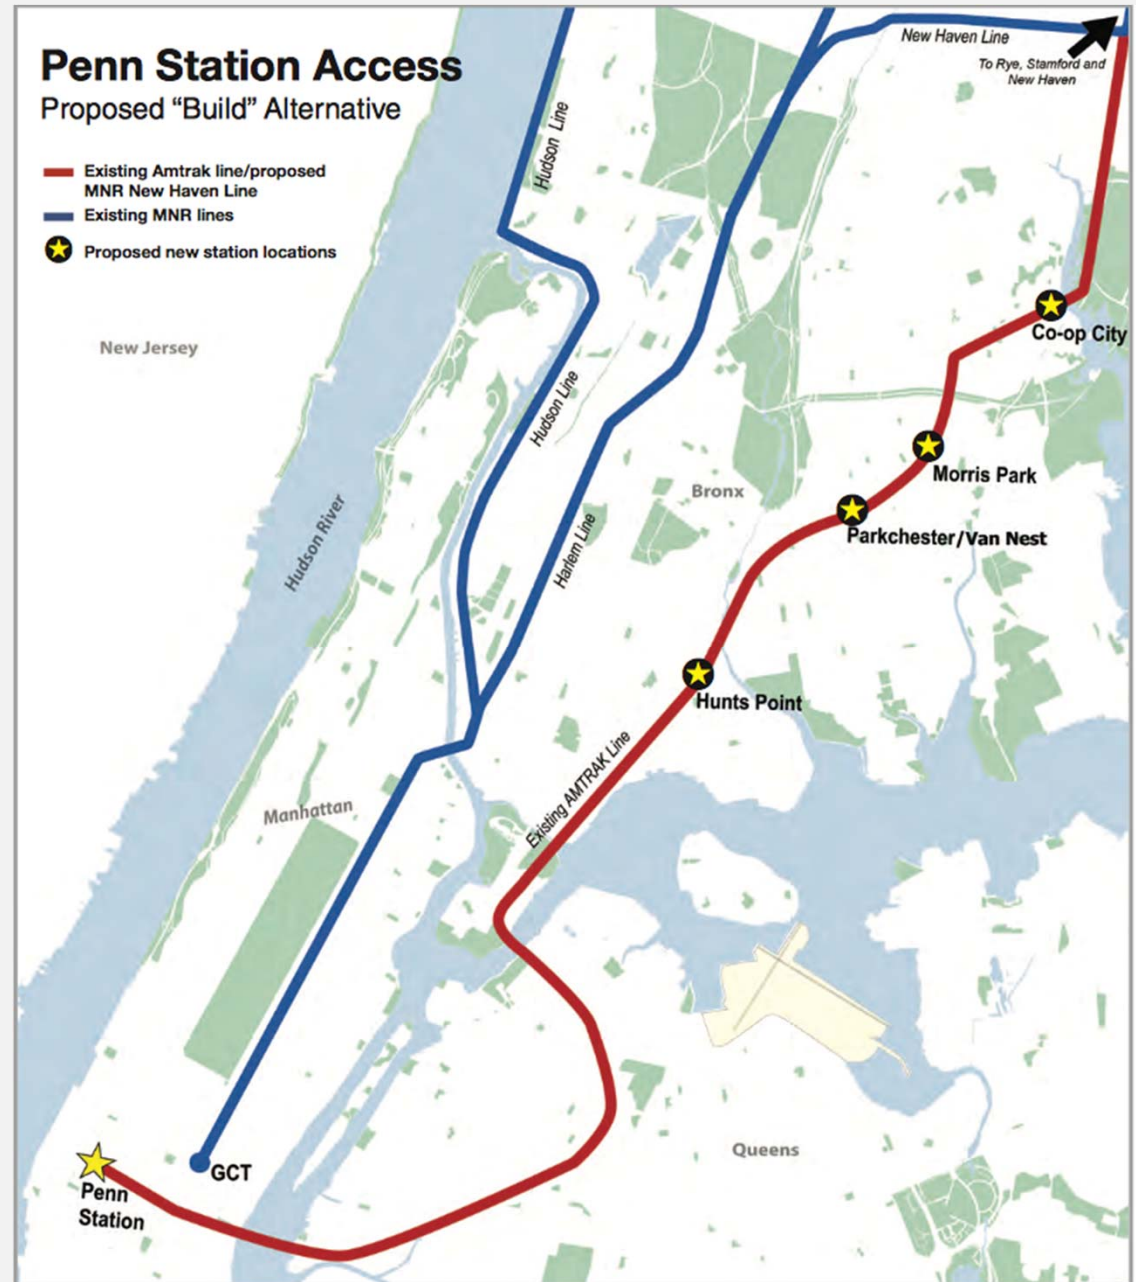 Penn Station Access
Proposed “Build” Alternative
Existing Amtrak line/proposed
MNR New Haven Line
Existing MNR lines
Proposed new station locations
New Haven Line
To Rye, Stamford and
New Haven
Hudson Line
New Jersey
Co-op City
Hudson Line
Morris Park
Bronx
Hudson River
Parkchester/Van Nest
Harlem Line
Hunts Point
Existing AMTRAK Line
Manhattan
Queens
GCT
Penn
Station